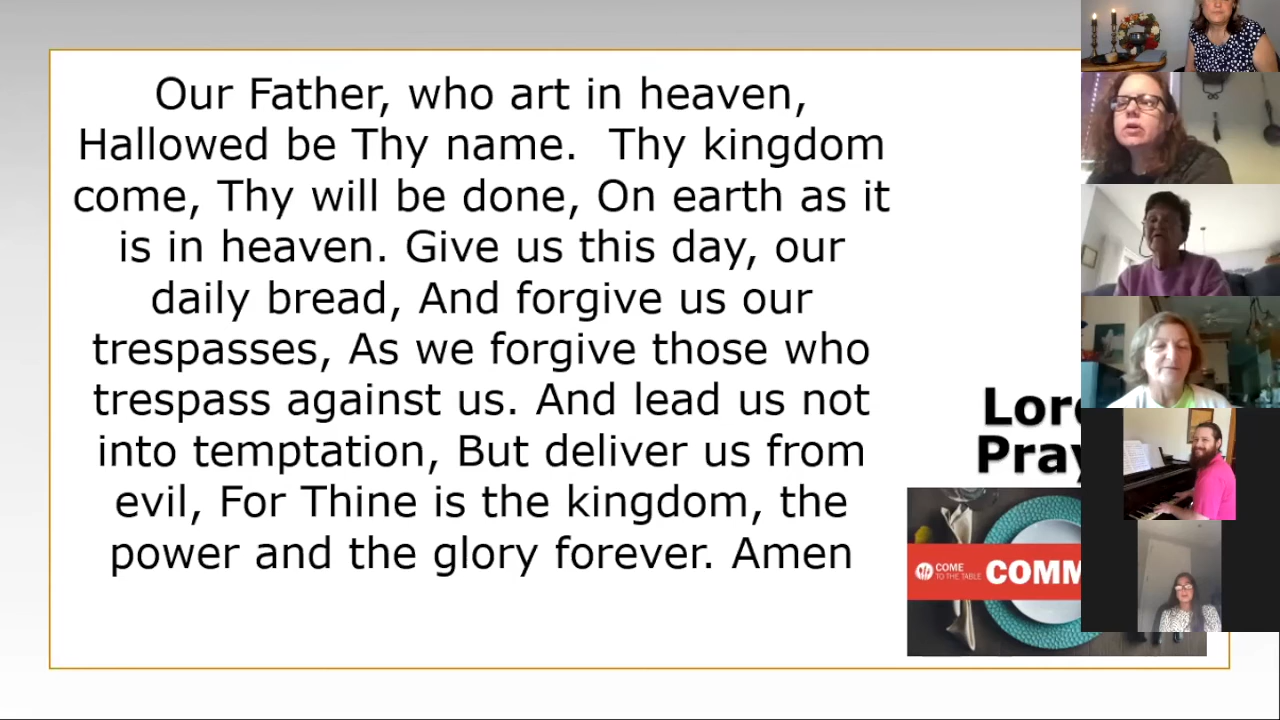 Our Father, who art in heaven,
Hallowed be Thy name.  Thy kingdom
come, Thy will be done, On earth as it
is in heaven. Give us this day, our
daily bread, And forgive us our
trespasses, As we forgive those who
trespass against us. And lead us not
into temptation, But deliver us from
evil, For Thine is the kingdom, the
power and the glory forever. Amen
COME
TO THE TABLE